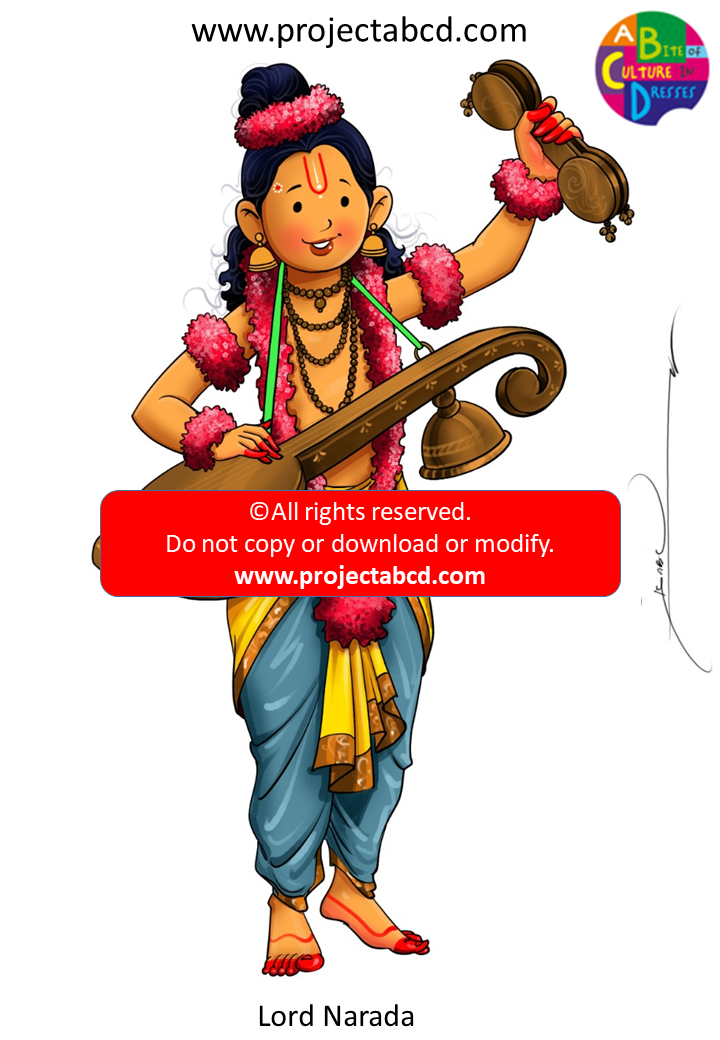 www.projectabcd.com
A BITE OF
CULTURE IN
DRESSES
©All rights reserved.
Do not copy or download or modify.
www.projectabcd.com
Lord Narada